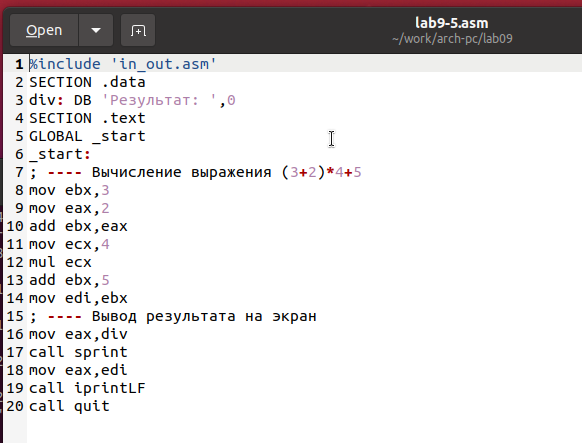 Open
lab9-5.asm
~/work/arch-pc/lab09
1 %include 'in_out.asm'
2 SECTION .data
3 div: DB 'Результат: ',0
4 SECTION .text
5 GLOBAL _start
6 _start:
7 ; ---- Вычисление выражения (3+2)*4+5
8 mov ebx,3
9 mov eax,2
10 add ebx,eax
11 mov ecx,4
12 mul ecx
13 add ebx,5
14 mov edi,ebx
15 ; ---- Вывод результата на экран
16 mov eax,div
17 call sprint
18 mov eax,edi
19 call iprintLF
20 call quit